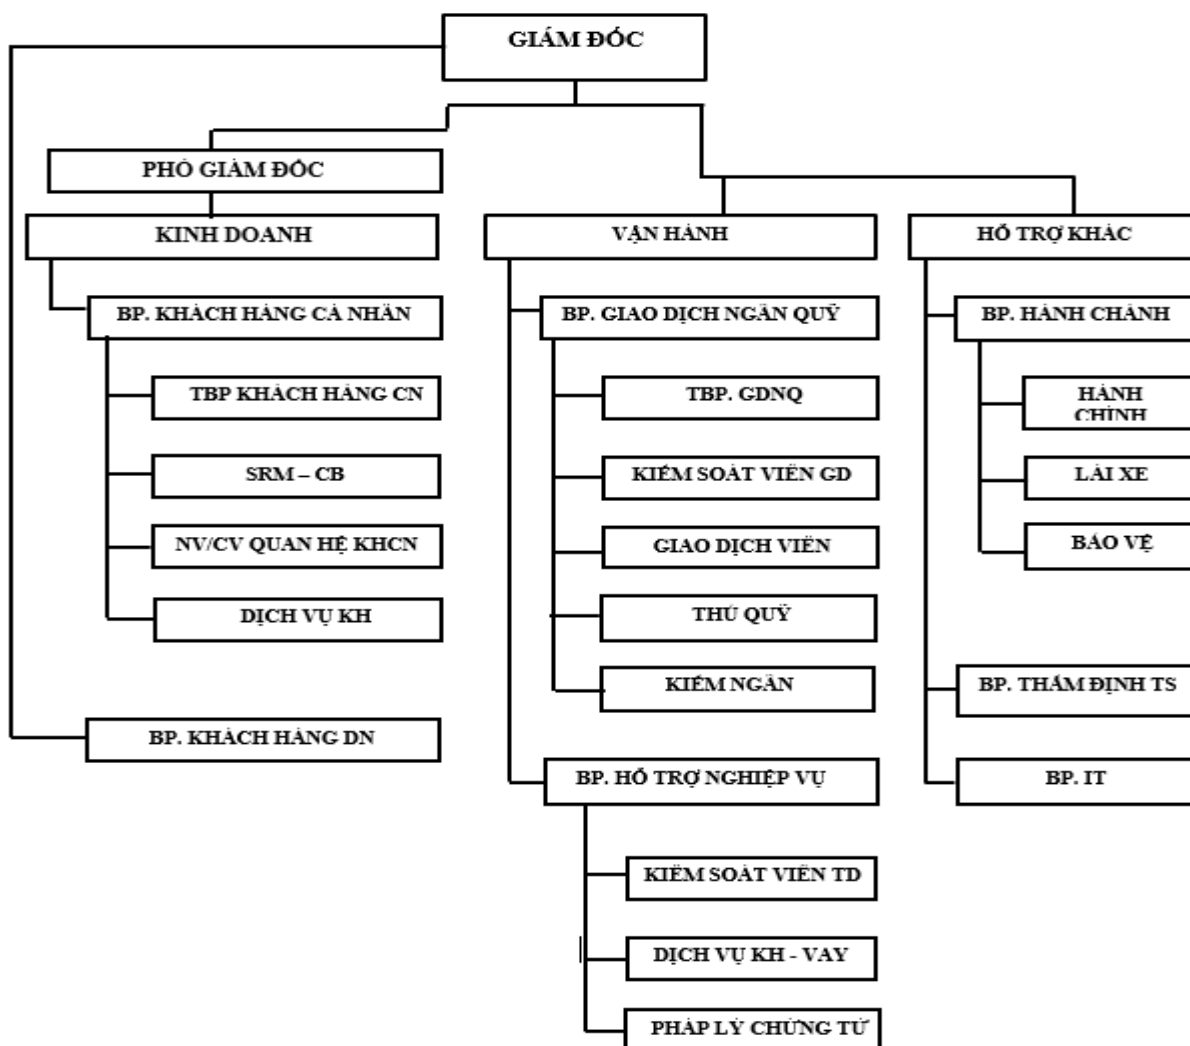 GIÁM ĐỐC
PHÓ GIÁM ĐỐC
KINH DOANH
VẬN HÀNH
HỖ TRỢ KHÁC
BP. KHÁCH HÀNG CÁ NHÂN
BP. GIAO DỊCH NGÂN QUỸ
BP. HÀNH CHÁNH
TBP KHÁCH HÀNG CN
TBP. GDNQ
HÀNH
CHÍNH
SRM – CB
KIỂM SOÁT VIÊN GD
LÁI XE
NV/CV QUAN HỆ KHCN
GIAO DỊCH VIÊN
BẢO VỆ
DỊCH VỤ KH
THỦ QUỸ
KIỂM NGÂN
BP. THẨM ĐỊNH TS
BP. KHÁCH HÀNG DN
BP. HỖ TRỢ NGHIỆP VỤ
BP. IT
KIỂM SOÁT VIÊN TD
DỊCH VỤ KH - VAY
PHÁP LÝ CHỨNG TỪ